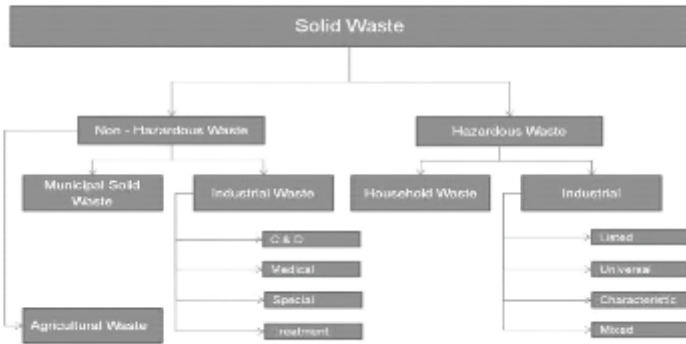 Solid Waste
Non - Hazardous Waste
Hazardous Waste
Municipal Solid
Waste
Industrial Waste
Household Waste
Industrial
C & D
Listed
Medical
Universal
Special
Characteristic
Agricultural Waste
Treatment
Mixed